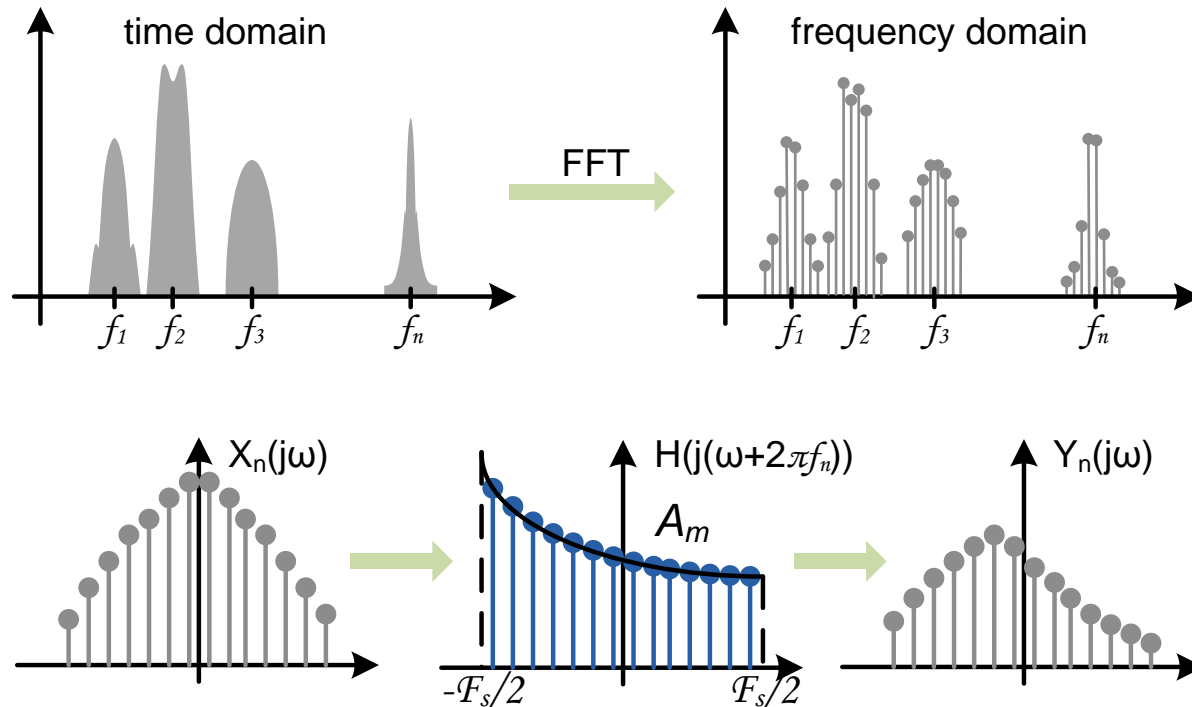 time domain
frequency domain
FFT
f₁ f₂ f₃ fₙ
f₁ f₂ f₃ fₙ
Xₙ(jω)
H(j(ω+2πfₙ))
Yₙ(jω)
Aₘ
-Fₛ/2
Fₛ/2